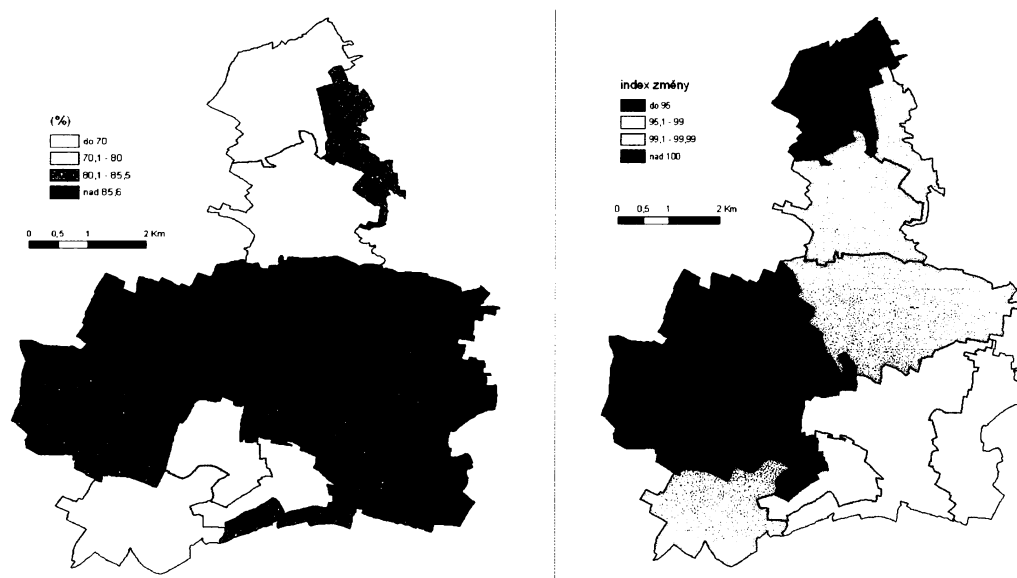 (%)
do 70
70,1 - 80
80,1 - 85,5
nad 85,6
0 0,5 1 2 Km
index změny
do 95
95,1 - 99
99,1 - 99,99
nad 100
0 0,5 1 2 Km